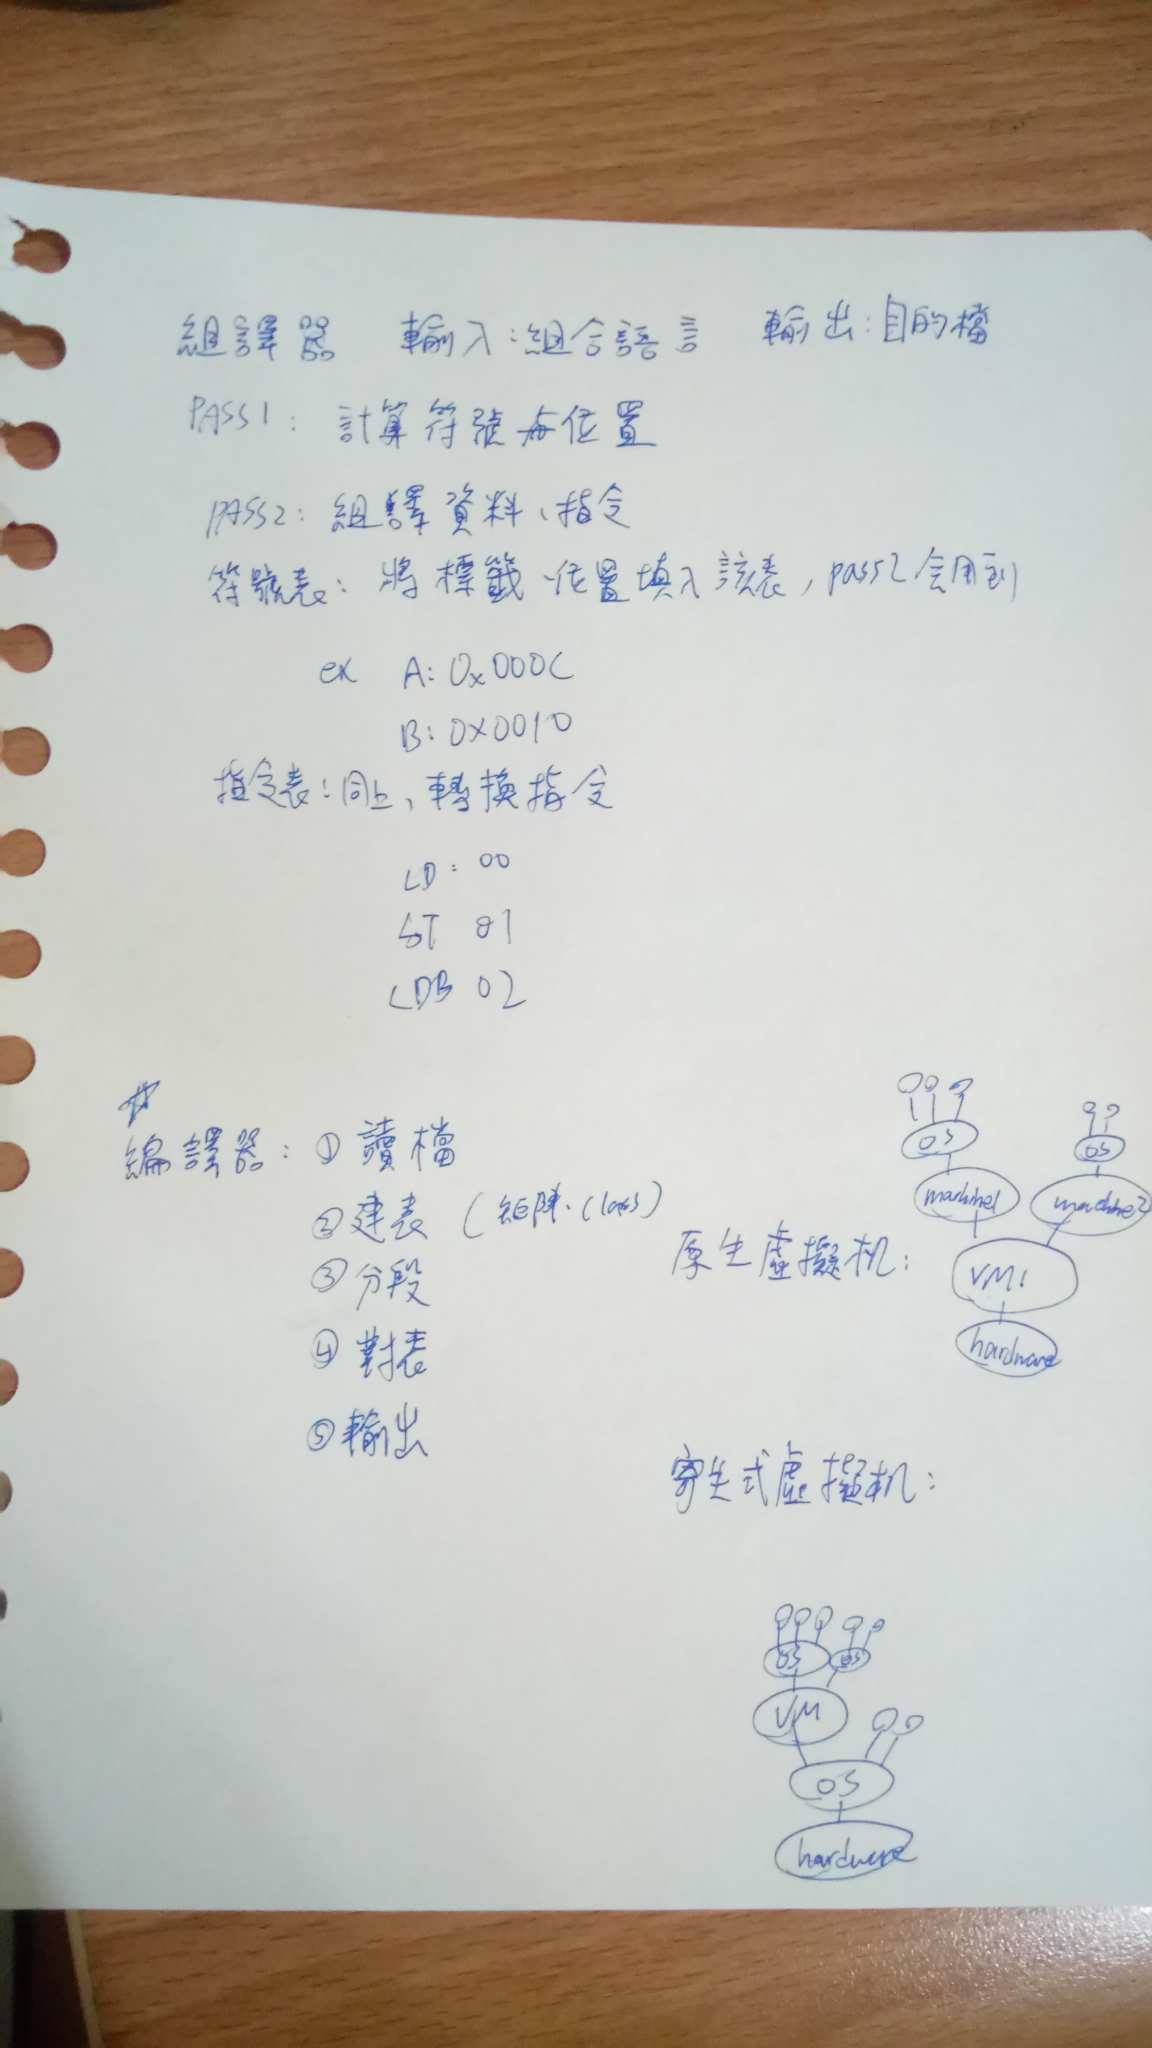 組譯器 輸入:組合語言 輸出:目的檔
PASS1: 計算符號每位置
PASS2: 組譯資料、指令
符號表: 將標籤、位置填入該表, pass2會用到
ex A: 0x000C
B: 0x0010
指令表:同上、轉換指令
LD: 00
ST 01
LDB 02
編譯器: ①讀檔
②建表 (矩陣.class)
③分段
④對表
⑤輸出
原生虛擬机:
OS
OS
machine1
machine2
VM1
hardware
寄生式虛擬机:
OS
OS
VM
OS
hardware